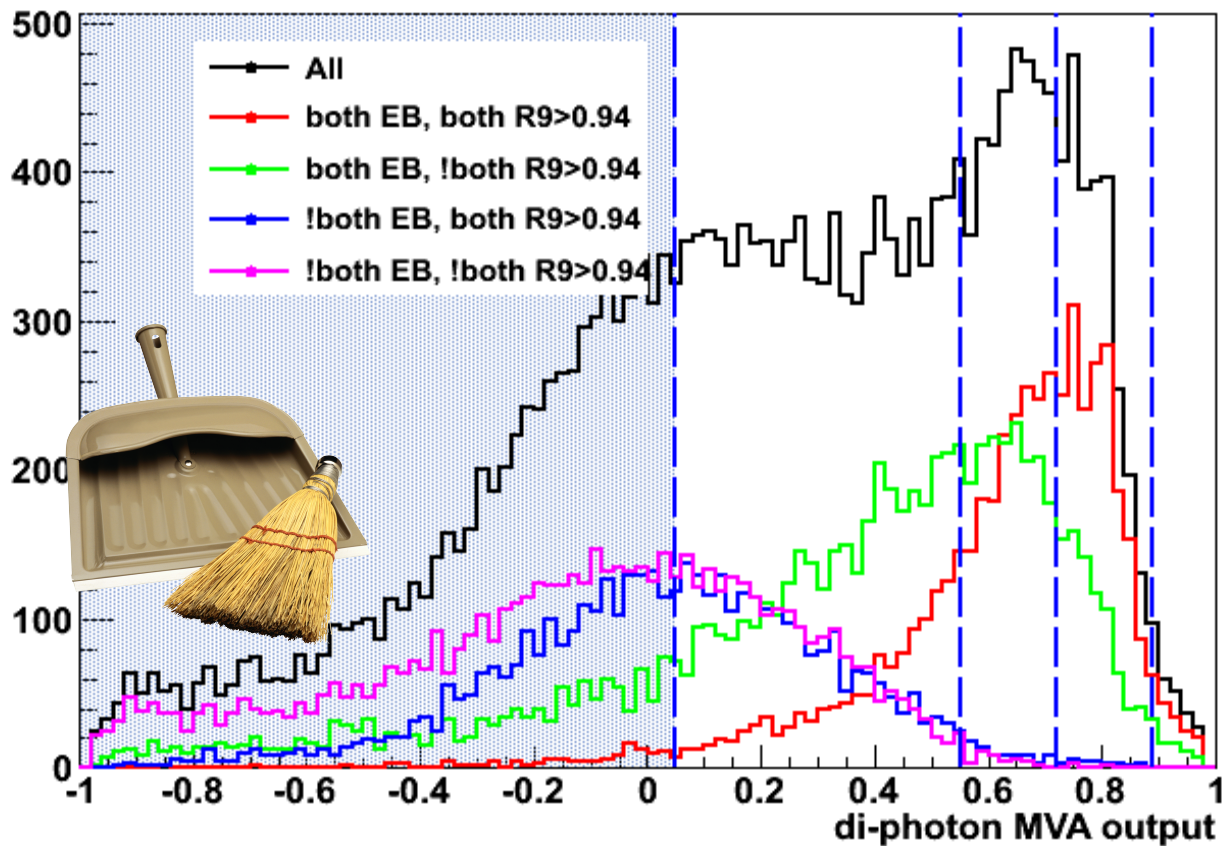 500
400
300
200
100
0
All
both EB, both R9>0.94
both EB, !both R9>0.94
!both EB, both R9>0.94
!both EB, !both R9>0.94
-1 -0.8 -0.6 -0.4 -0.2 0 0.2 0.4 0.6 0.8 1
di-photon MVA output